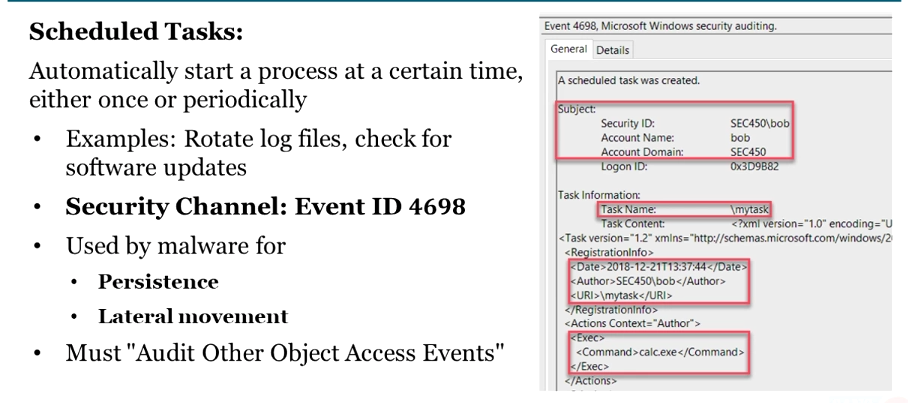 Scheduled Tasks:
Automatically start a process at a certain time,
either once or periodically
• Examples: Rotate log files, check for
software updates
• Security Channel: Event ID 4698
• Used by malware for
• Persistence
• Lateral movement
• Must "Audit Other Object Access Events"
Event 4698, Microsoft Windows security auditing.
General Details
A scheduled task was created.
Subject:
Security ID: SEC450\bob
Account Name: bob
Account Domain: SEC450
Logon ID: 0x3D9B82
Task Information:
Task Name: \mytask
Task Content: <?xml version="1.0" encoding="U
<Task version="1.2" xmlns="http://schemas.microsoft.com/windows/20
<RegistrationInfo>
<Date>2018-12-21T13:37:44</Date>
<Author>SEC450\bob</Author>
<URI>\mytask</URI>
</RegistrationInfo>
<Actions Context="Author">
<Exec>
<Command>calc.exe</Command>
</Exec>
</Actions>